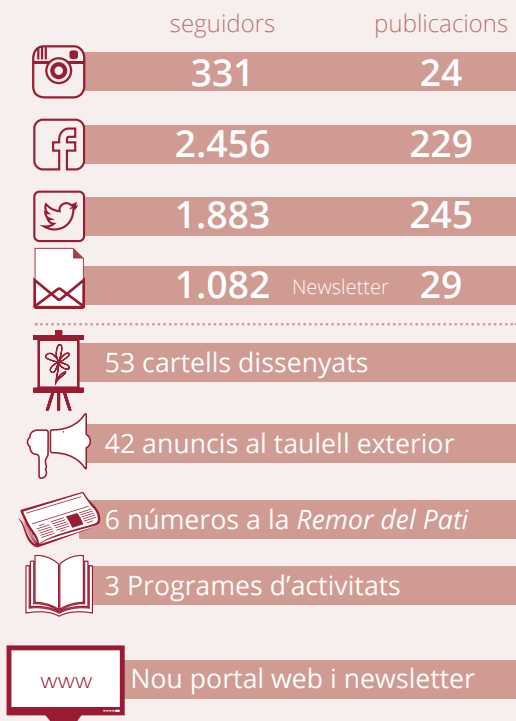 seguidors publicacions
331 24
2.456 229
1.883 245
1.082 Newsletter 29
53 cartells dissenyats
42 anuncis al taulell exterior
6 números a la Remor del Pati
3 Programes d’activitats
www Nou portal web i newsletter